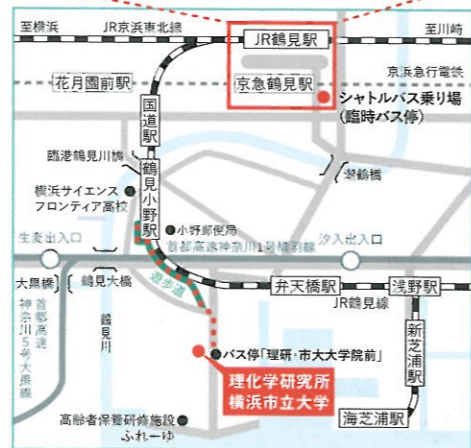 至横浜
JR京浜東北線
JR鶴見駅
至川崎
花月園前駅
京急鶴見駅
京浜急行電鉄
シャトルバス乗り場
(臨時バス停)
国道駅
臨港鶴見川橋
鶴見小野駅
潮鶴橋
横浜サイエンス
フロンティア高校
小野郵便局
生麦出入口
首都高速神奈川1号横羽線
汐入出入口
遊歩道
大黒橋
鶴見大橋
弁天橋駅
浅野駅
JR鶴見線
首都高速
神奈川5号大黒線
鶴見川
新芝浦駅
バス停「理研・市大大学院前」
理化学研究所
横浜市立大学
高齢者保養研修施設
ふれーゆ
海芝浦駅